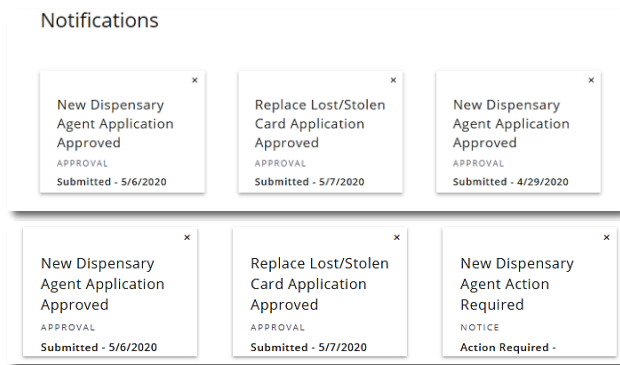 Notifications
×
×
×
New Dispensary
Agent Application
Approved
APPROVAL
Submitted - 5/6/2020
Replace Lost/Stolen
Card Application
Approved
APPROVAL
Submitted - 5/7/2020
New Dispensary
Agent Application
Approved
APPROVAL
Submitted - 4/29/2020
×
×
×
New Dispensary
Agent Application
Approved
APPROVAL
Submitted - 5/6/2020
Replace Lost/Stolen
Card Application
Approved
APPROVAL
Submitted - 5/7/2020
New Dispensary
Agent Action
Required
NOTICE
Action Required -